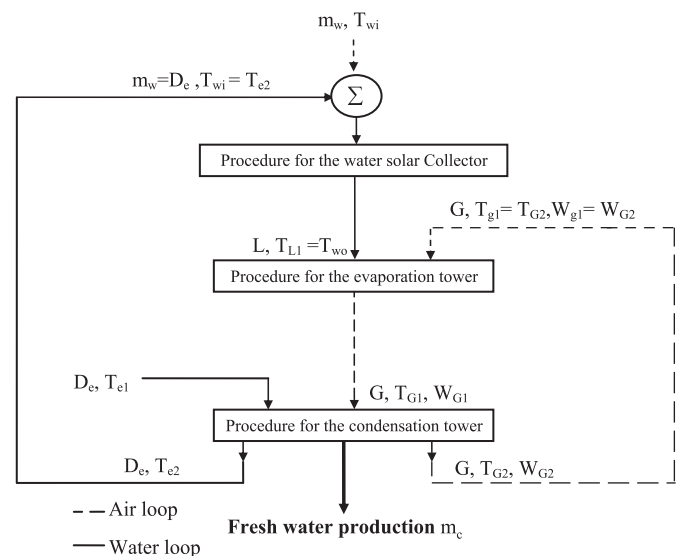 m_w, T_wi
m_w=D_e ,T_wi = T_e2
Σ
Procedure for the water solar Collector
G, T_g1= T_G2,W_g1= W_G2
L, T_L1 =T_wo
Procedure for the evaporation tower
D_e, T_e1
G, T_G1, W_G1
Procedure for the condensation tower
D_e, T_e2
G, T_G2, W_G2
Air loop
Fresh water production m_c
Water loop